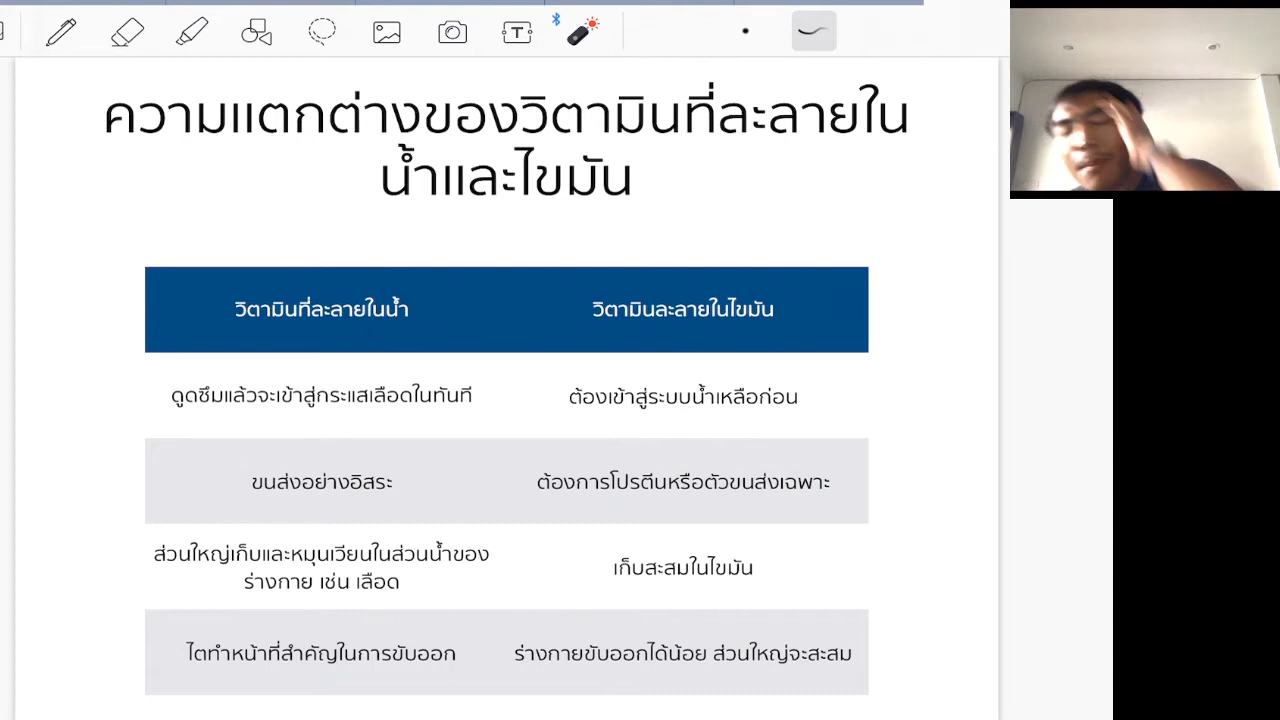 ความแตกต่างของวิตามินที่ละลายใน
น้ำและไขมัน
วิตามินที่ละลายในน้ำ
วิตามินละลายในไขมัน
ดูดซึมแล้วจะเข้าสู่กระแสเลือดในทันที
ต้องเข้าสู่ระบบน้ำเหลือก่อน
ขนส่งอย่างอิสระ
ต้องการโปรตีนหรือตัวขนส่งเฉพาะ
ส่วนใหญ่เก็บและหมุนเวียนในส่วนน้ำของ
ร่างกาย เช่น เลือด
เก็บสะสมในไขมัน
ไตทำหน้าที่สำคัญในการขับออก
ร่างกายขับออกได้น้อย ส่วนใหญ่จะสะสม